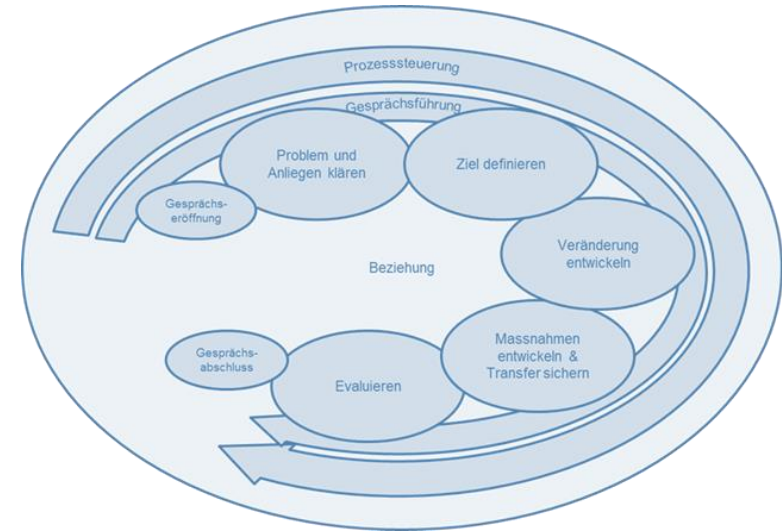 Prozesssteuerung
Gesprächsführung
Problem und
Anliegen klären
Ziel definieren
Gesprächs-
eröffnung
Veränderung
entwickeln
Beziehung
Massnahmen
entwickeln &
Transfer sichern
Gesprächs-
abschluss
Evaluieren